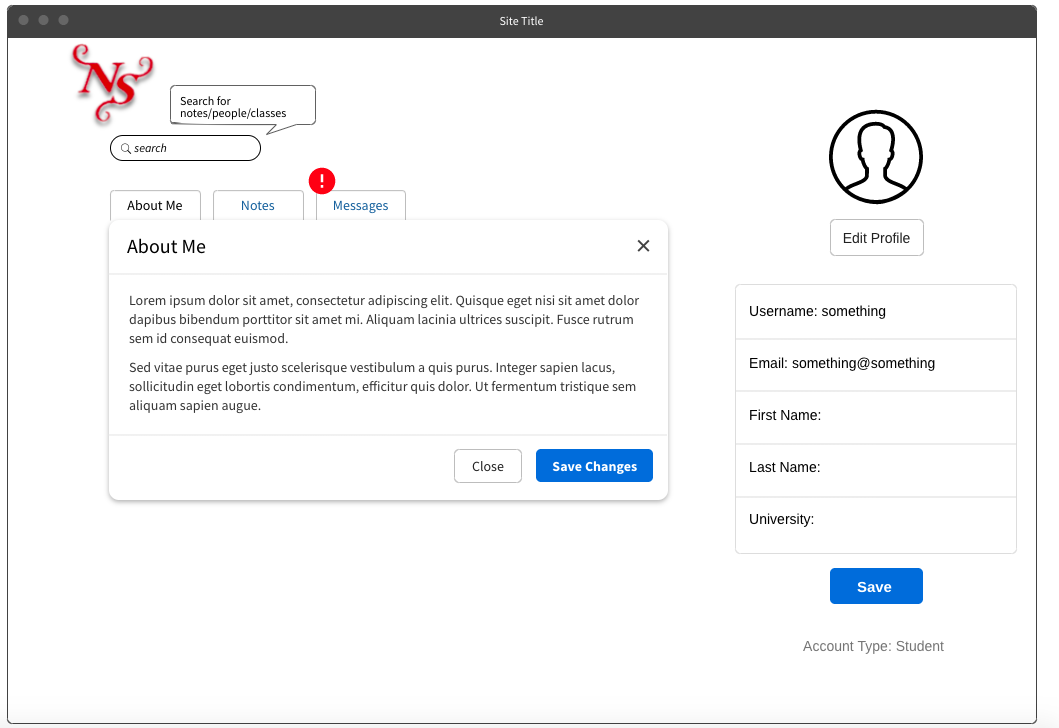 Site Title
NS
Search for
notes/people/classes
search
!
About Me
Notes
Messages
About Me
Lorem ipsum dolor sit amet, consectetur adipiscing elit. Quisque eget nisi sit amet dolor
dapibus bibendum porttitor sit amet mi. Aliquam lacinia ultrices suscipit. Fusce rutrum
sem id consequat euismod.
Sed vitae purus eget justo scelerisque vestibulum a quis purus. Integer sapien lacus,
sollicitudin eget lobortis condimentum, efficitur quis dolor. Ut fermentum tristique sem
aliquam sapien augue.
Close
Save Changes
Edit Profile
Username: something
Email: something@something
First Name:
Last Name:
University:
Save
Account Type: Student